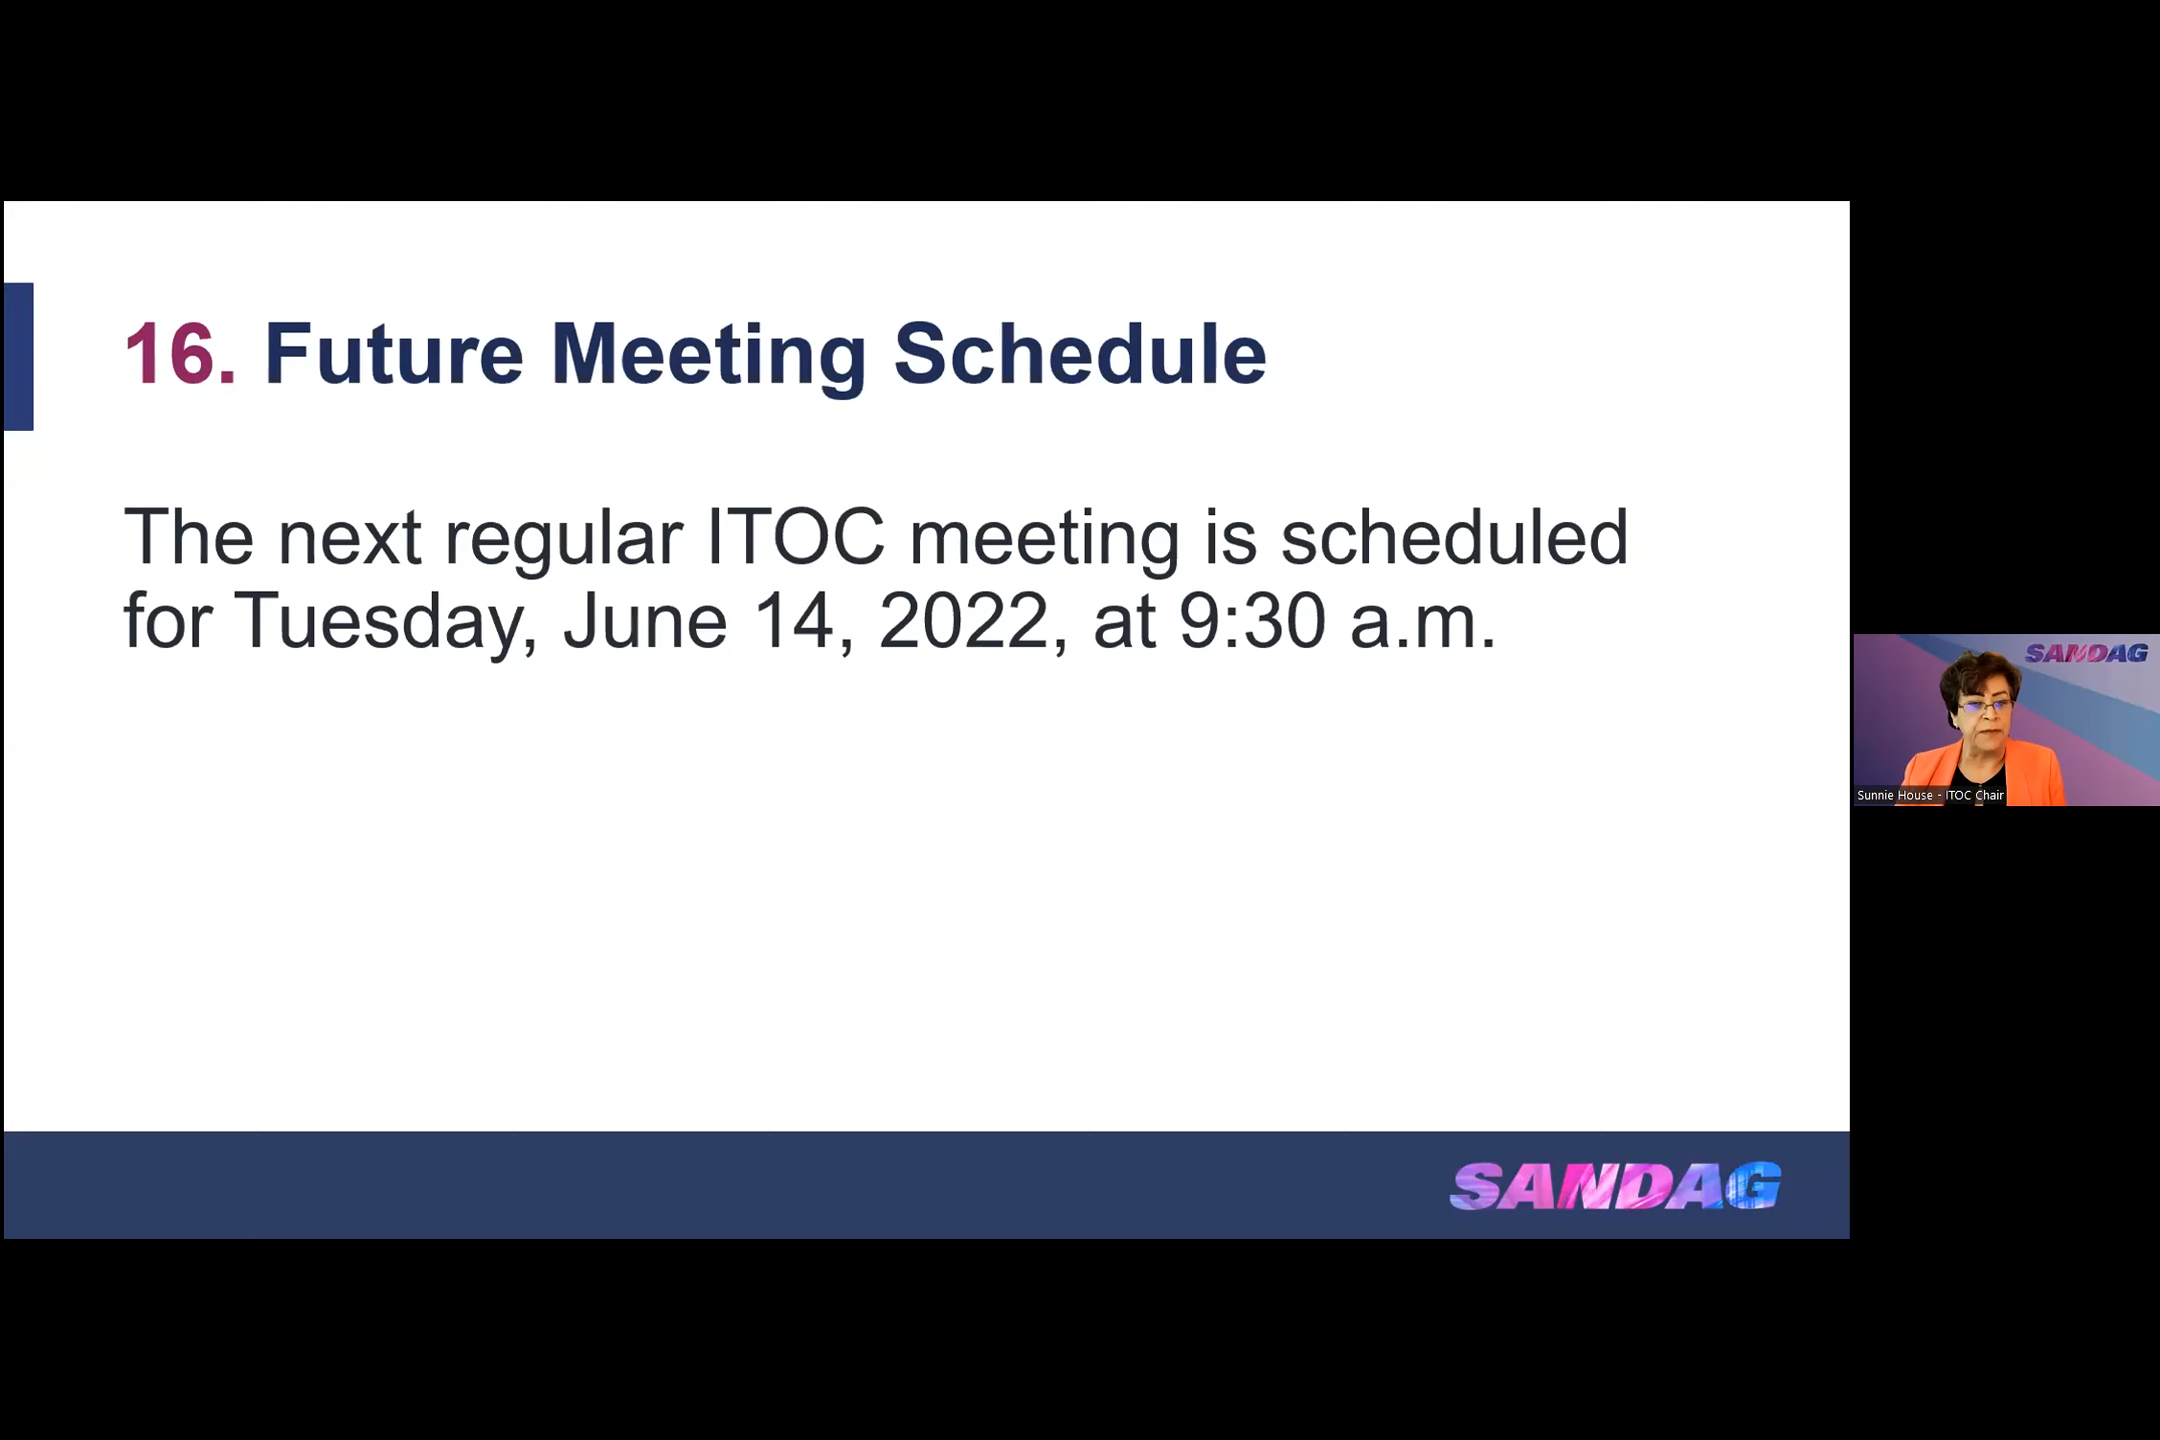 16. Future Meeting Schedule
The next regular ITOC meeting is scheduled
for Tuesday, June 14, 2022, at 9:30 a.m.
SANDAG
Sunnie House - ITOC Chair
SANDAG